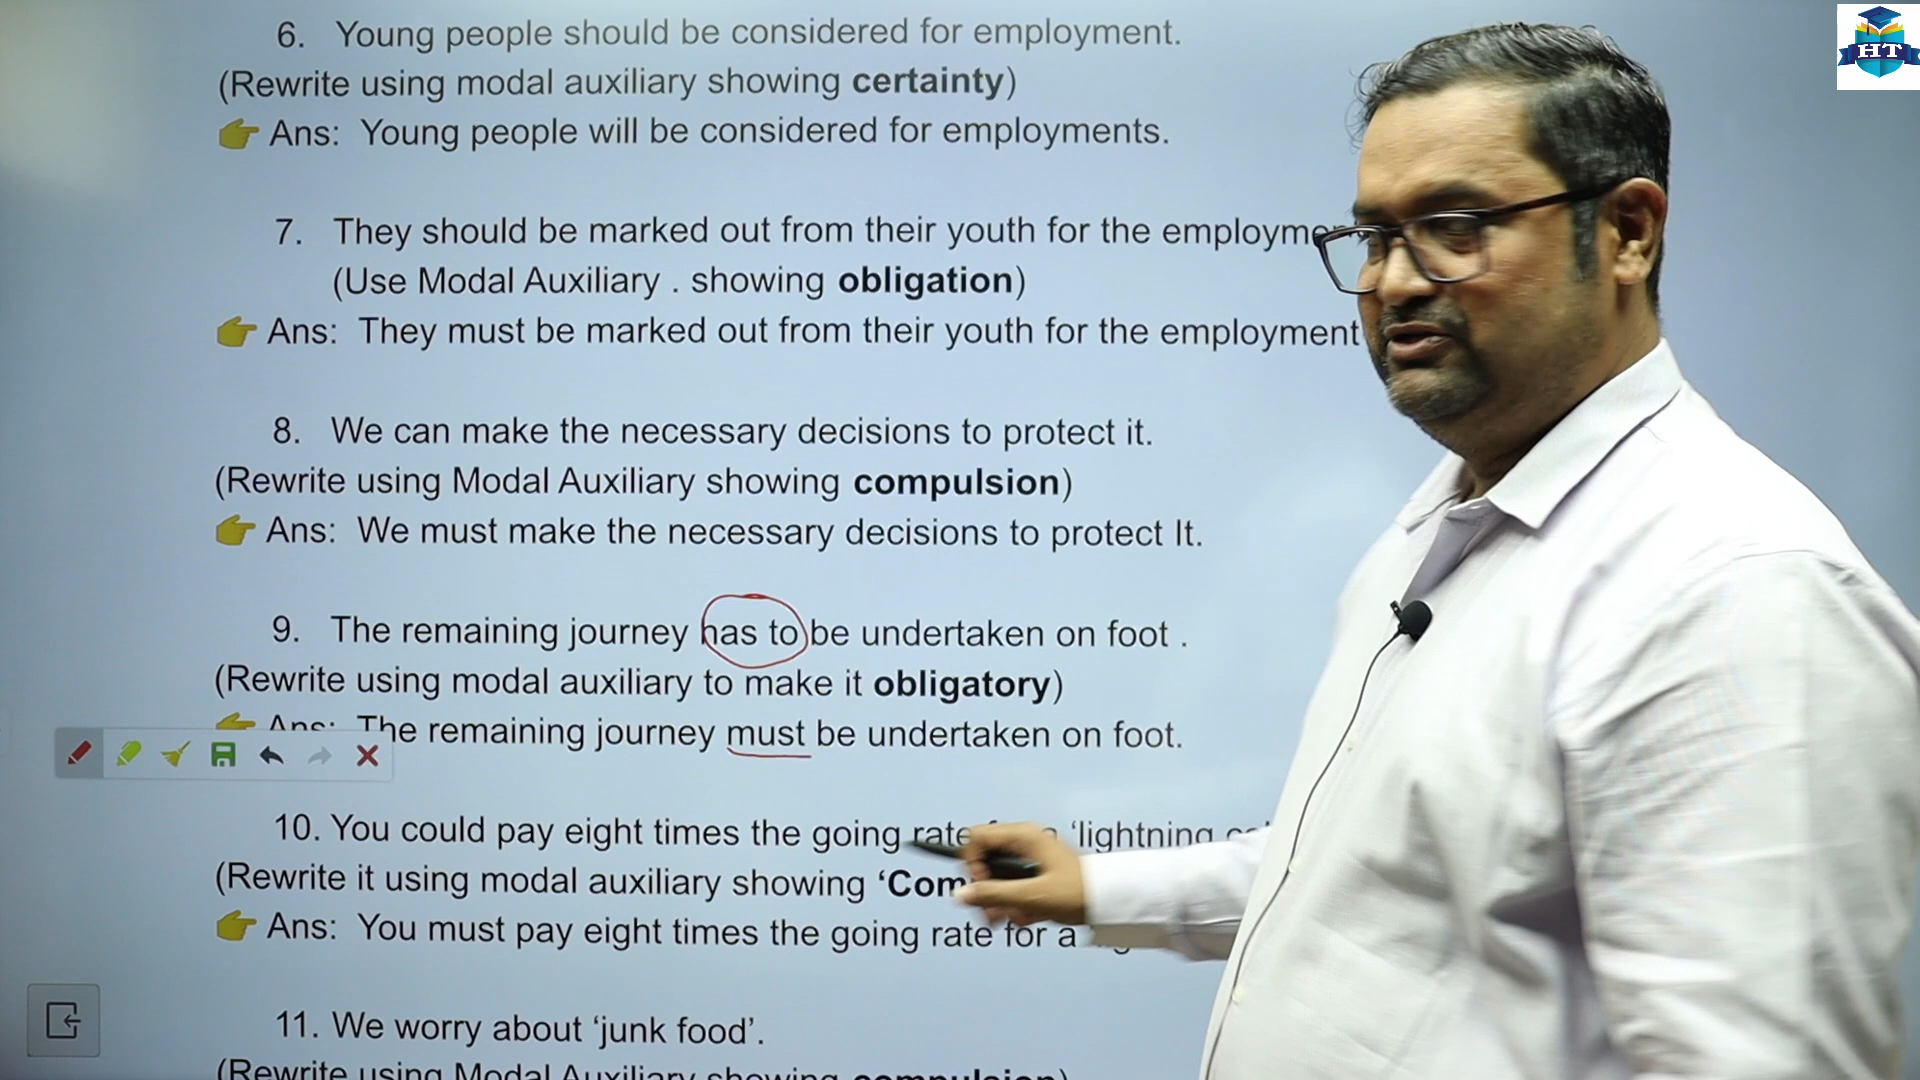 HT
6. Young people should be considered for employment.
(Rewrite using modal auxiliary showing certainty)
Ans: Young people will be considered for employments.
7. They should be marked out from their youth for the
(Use Modal Auxiliary . showing obligation)
Ans: They must be marked out from their youth for the employment
8. We can make the necessary decisions to protect it.
(Rewrite using Modal Auxiliary showing compulsion)
Ans: We must make the necessary decisions to protect It.
9. The remaining journey has to be undertaken on foot .
(Rewrite using modal auxiliary to make it obligatory)
Ans: The remaining journey must be undertaken on foot.
10. You could pay eight times the going rate ‘lightning
(Rewrite it using modal auxiliary showing
Ans: You must pay eight times the going rate for a
11. We worry about ‘junk food’.
(Rewrite using Modal Auxiliary showing compulsion)